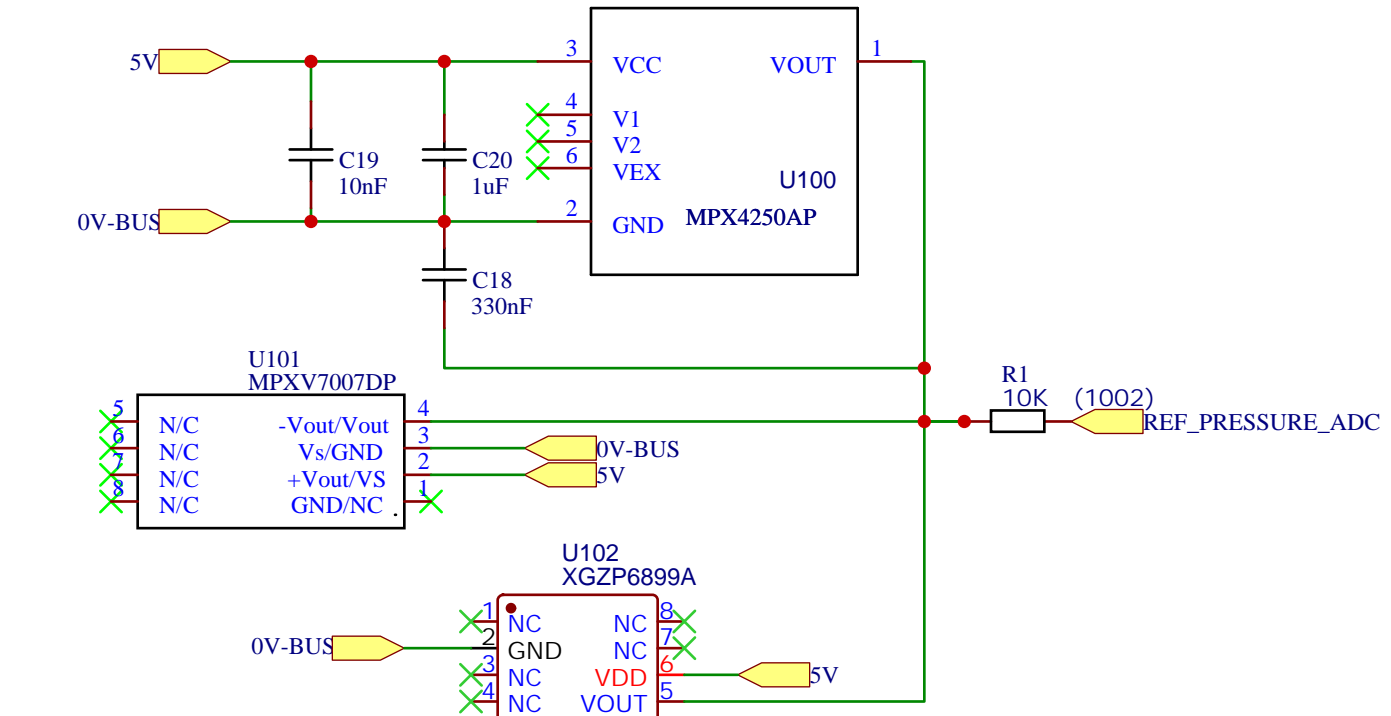 5V
3
VCC
VOUT
1
4
V1
5
V2
6
VEX
C19
10nF
C20
1uF
U100
MPX4250AP
0V-BUS
2
GND
C18
330nF
U101
MPXV7007DP
R1
10K
(1002)
REF_PRESSURE_ADC
5
N/C
-Vout/Vout
4
6
N/C
Vs/GND
3
0V-BUS
7
N/C
+Vout/VS
2
5V
8
N/C
GND/NC
1
U102
XGZP6899A
1
NC
NC
8
0V-BUS
2
GND
NC
7
3
NC
VDD
6
5V
4
NC
VOUT
5